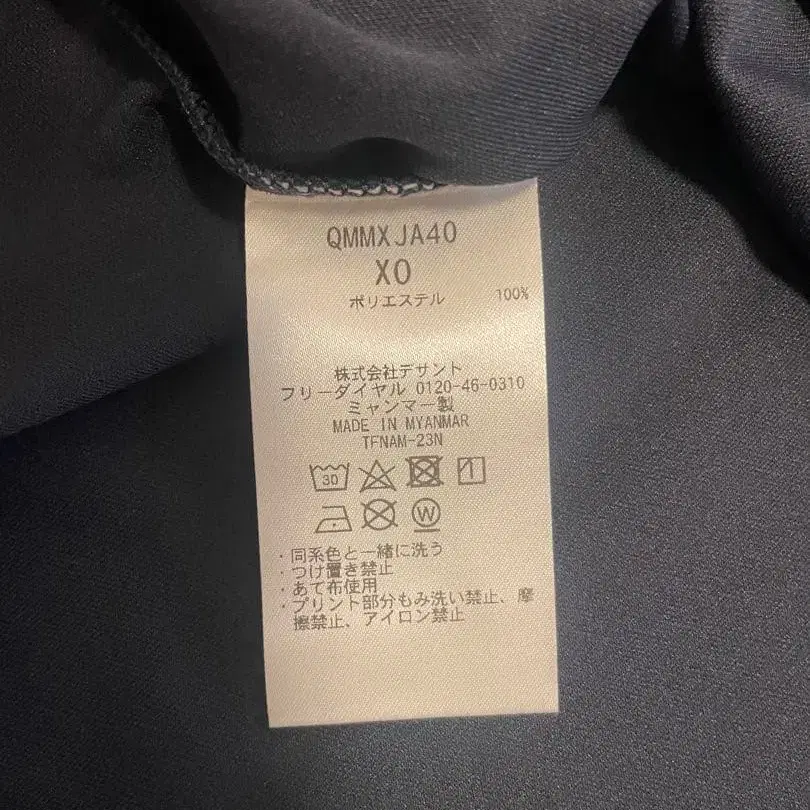 QMMXJA40
XO
ポリエステル 100%
株式会社デサント
フリーダイヤル 0120-46-0310
ミャンマー製
MADE IN MYANMAR
TFNAM-23N
30
W
・同系色と一緒に洗う
・つけ置き禁止
・あて布使用
・プリント部分もみ洗い禁止、摩
擦禁止、アイロン禁止